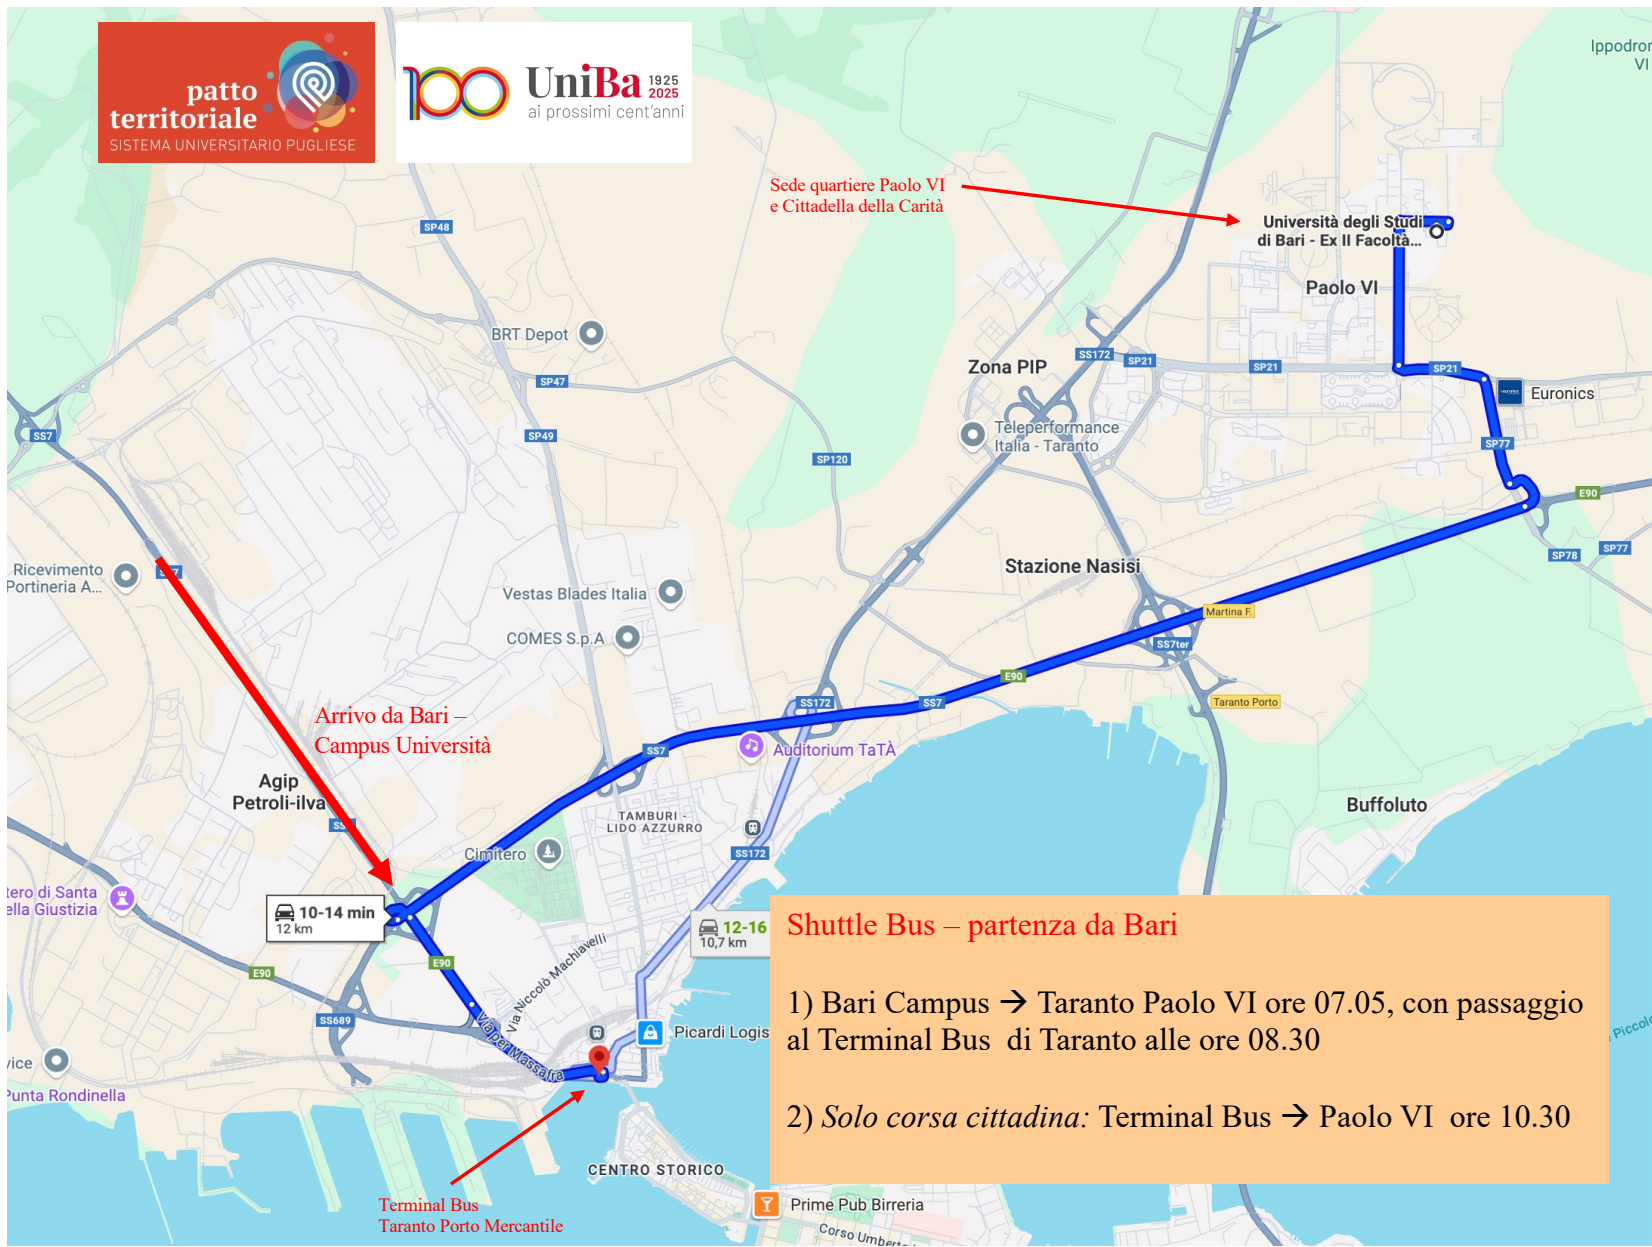 patto
territoriale
SISTEMA UNIVERSITARIO PUGLIESE
100
UniBa 1925
2025
ai prossimi cent'anni
Sede quartiere Paolo VI
e Cittadella della Carità
Università degli Studi
di Bari - Ex II Facoltà...
Paolo VI
SP48
BRT Depot
SP47
SP49
SS7
Zona PIP
SS172
SP21
SP21
SP21
Euronics
Teleperformance
Italia - Taranto
SP120
SP77
E90
SP78
SP77
Ricevimento
Portineria A...
Stazione Nasisi
Vestas Blades Italia
COMES S.p.A
Martina F.
SS7ter
E90
Taranto Porto
SS172
SS7
SS7
Auditorium TaTÀ
Arrivo da Bari –
Campus Università
Agip
Petroli-ilva
TAMBURI -
LIDO AZZURRO
Buffoluto
SS172
Cimitero
10-14 min
12 km
12-16
10,7 km
E90
E90
SS689
Via Niccolò Machiavelli
Via per Massafra
Picardi Logis
Punta Rondinella
CENTRO STORICO
Terminal Bus
Taranto Porto Mercantile
Prime Pub Birreria
Shuttle Bus – partenza da Bari
1) Bari Campus → Taranto Paolo VI ore 07.05, con passaggio
al Terminal Bus di Taranto alle ore 08.30
2) Solo corsa cittadina: Terminal Bus → Paolo VI ore 10.30